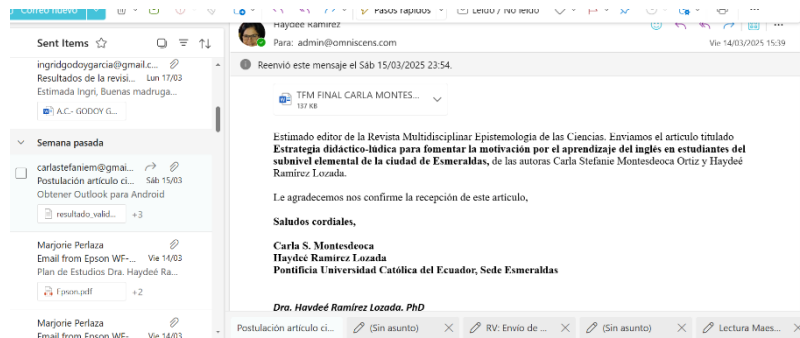 Correo nuevo
Pasos rápidos
Leído / No leído
Sent Items
ingridgodoygarcia@gmail.c...
Resultados de la revisi... Lun 17/03
Estimada Ingri, Buenas madruga...
A.C.- GODOY G...
Semana pasada
carlastefaniem@gmai...
Postulación artículo ci... Sáb 15/03
Obtener Outlook para Android
resultado_valid... +3
Marjorie Perlaza
Email from Epson WF-... Vie 14/03
Plan de Estudios Dra. Haydeé Ra...
Epson.pdf +2
Marjorie Perlaza
Email from Epson WF-... Vie 14/03
Haydee Ramirez
Para: admin@omniscens.com
Vie 14/03/2025 15:39
Reenvió este mensaje el Sáb 15/03/2025 23:54.
TFM FINAL CARLA MONTES...
137 KB
Estimado editor de la Revista Multidisciplinar Epistemología de las Ciencias. Enviamos el artículo titulado
Estrategia didáctico-lúdica para fomentar la motivación por el aprendizaje del inglés en estudiantes del
subnivel elemental de la ciudad de Esmeraldas, de las autoras Carla Stefanie Montesdeoca Ortiz y Haydeé
Ramírez Lozada.
Le agradecemos nos confirme la recepción de este artículo,
Saludos cordiales,
Carla S. Montesdeoca
Haydeé Ramírez Lozada
Pontificia Universidad Católica del Ecuador, Sede Esmeraldas
Dra. Haydeé Ramírez Lozada, PhD
Postulación artículo ci...
(Sin asunto)
RV: Envío de ...
(Sin asunto)
Lectura Maes...